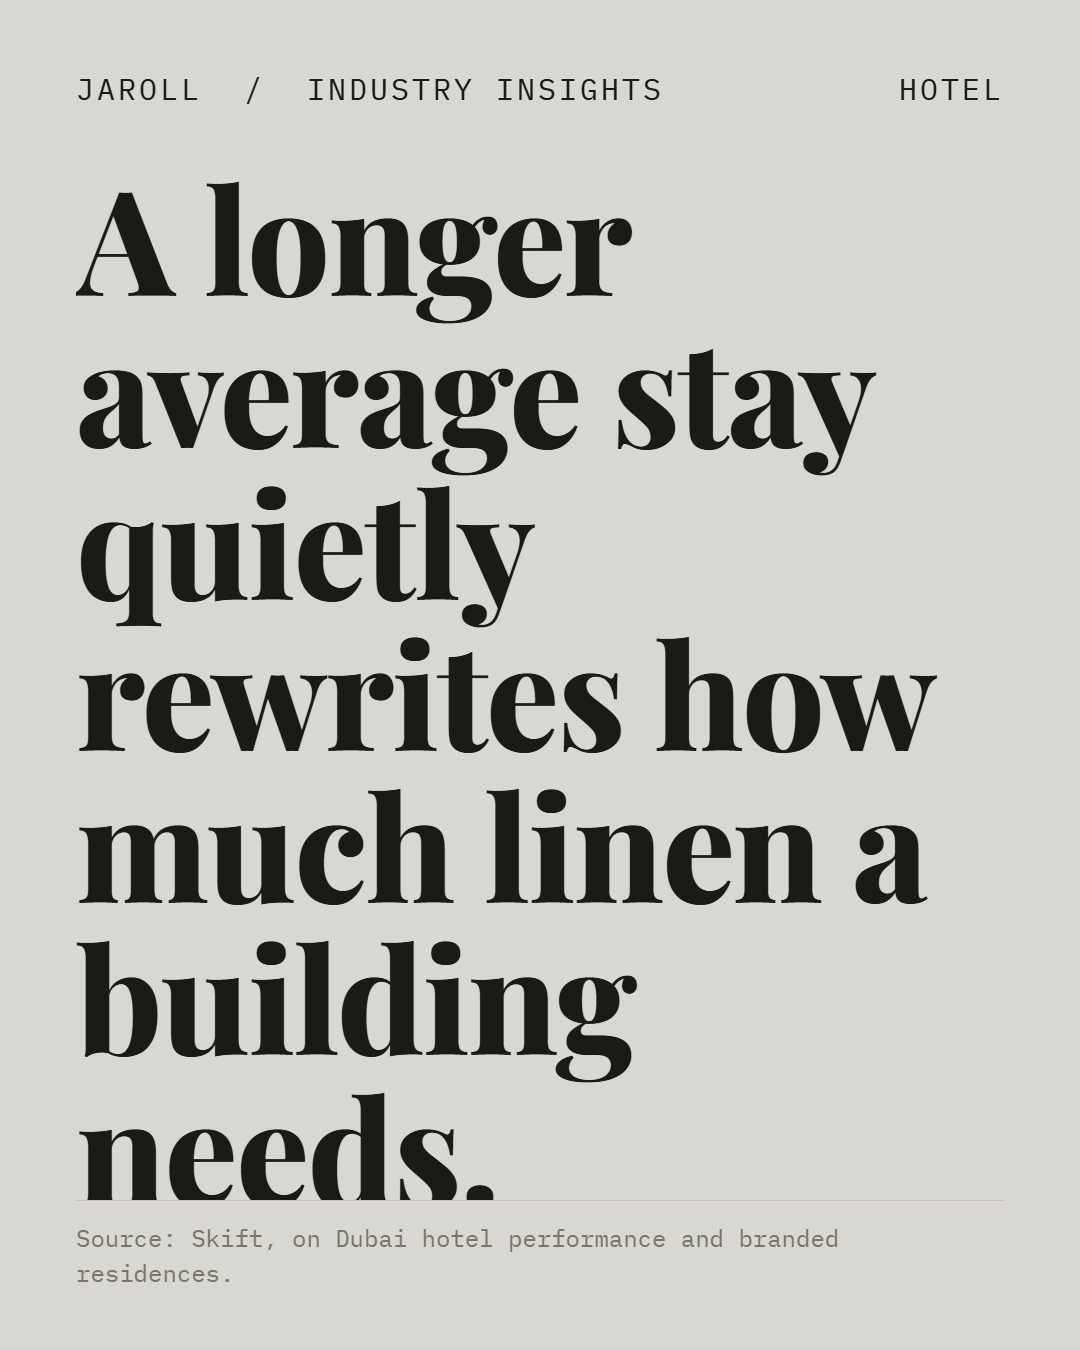 JAROLL / INDUSTRY INSIGHTS HOTEL
A longer
average stay
quietly
rewrites how
much linen a
building
needs.
Source: Skift, on Dubai hotel performance and branded
residences.